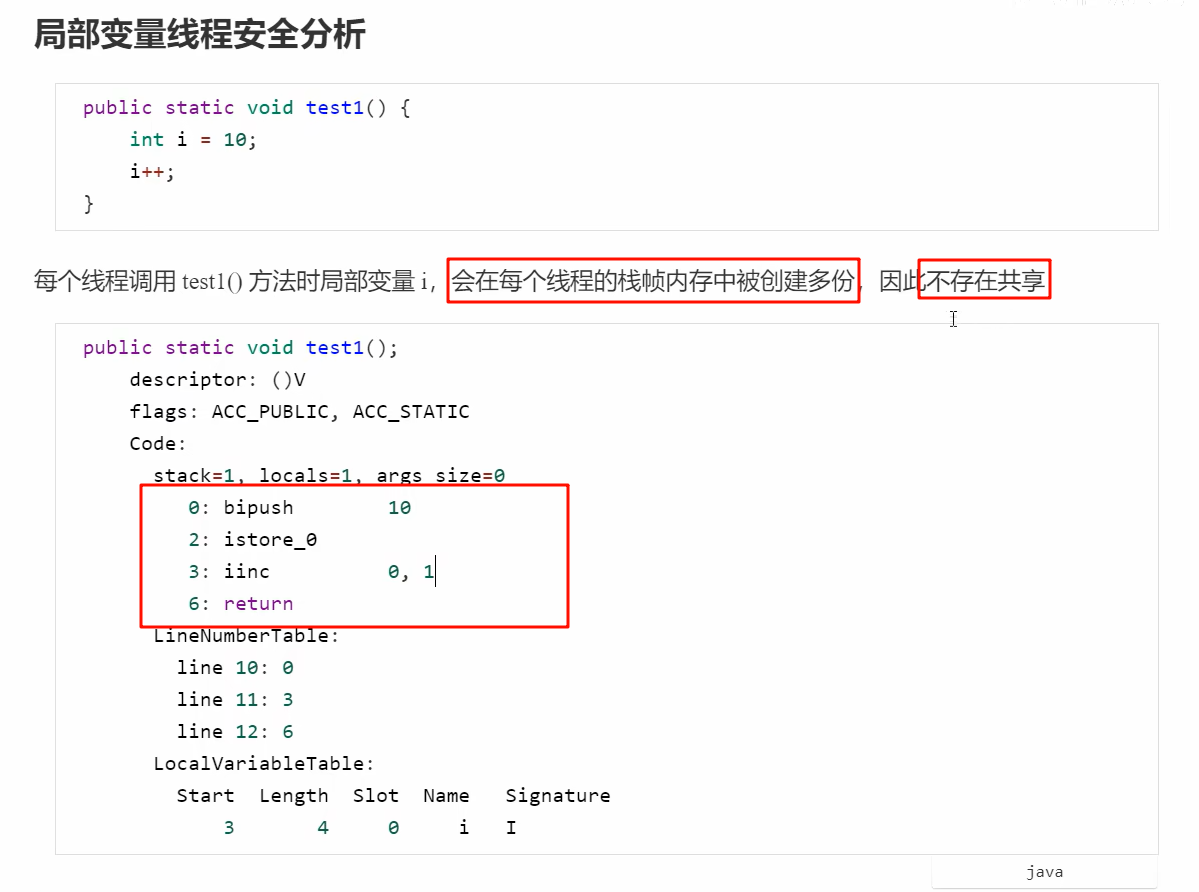 局部变量线程安全分析
public static void test1() {
    int i = 10;
    i++;
}
每个线程调用 test1() 方法时局部变量 i，会在每个线程的栈帧内存中被创建多份，因此不存在共享
public static void test1();
    descriptor: ()V
    flags: ACC_PUBLIC, ACC_STATIC
    Code:
      stack=1, locals=1, args_size=0
         0: bipush        10
         2: istore_0
         3: iinc          0, 1
         6: return
      LineNumberTable:
        line 10: 0
        line 11: 3
        line 12: 6
      LocalVariableTable:
        Start  Length  Slot  Name   Signature
            3       4     0     i   I
java